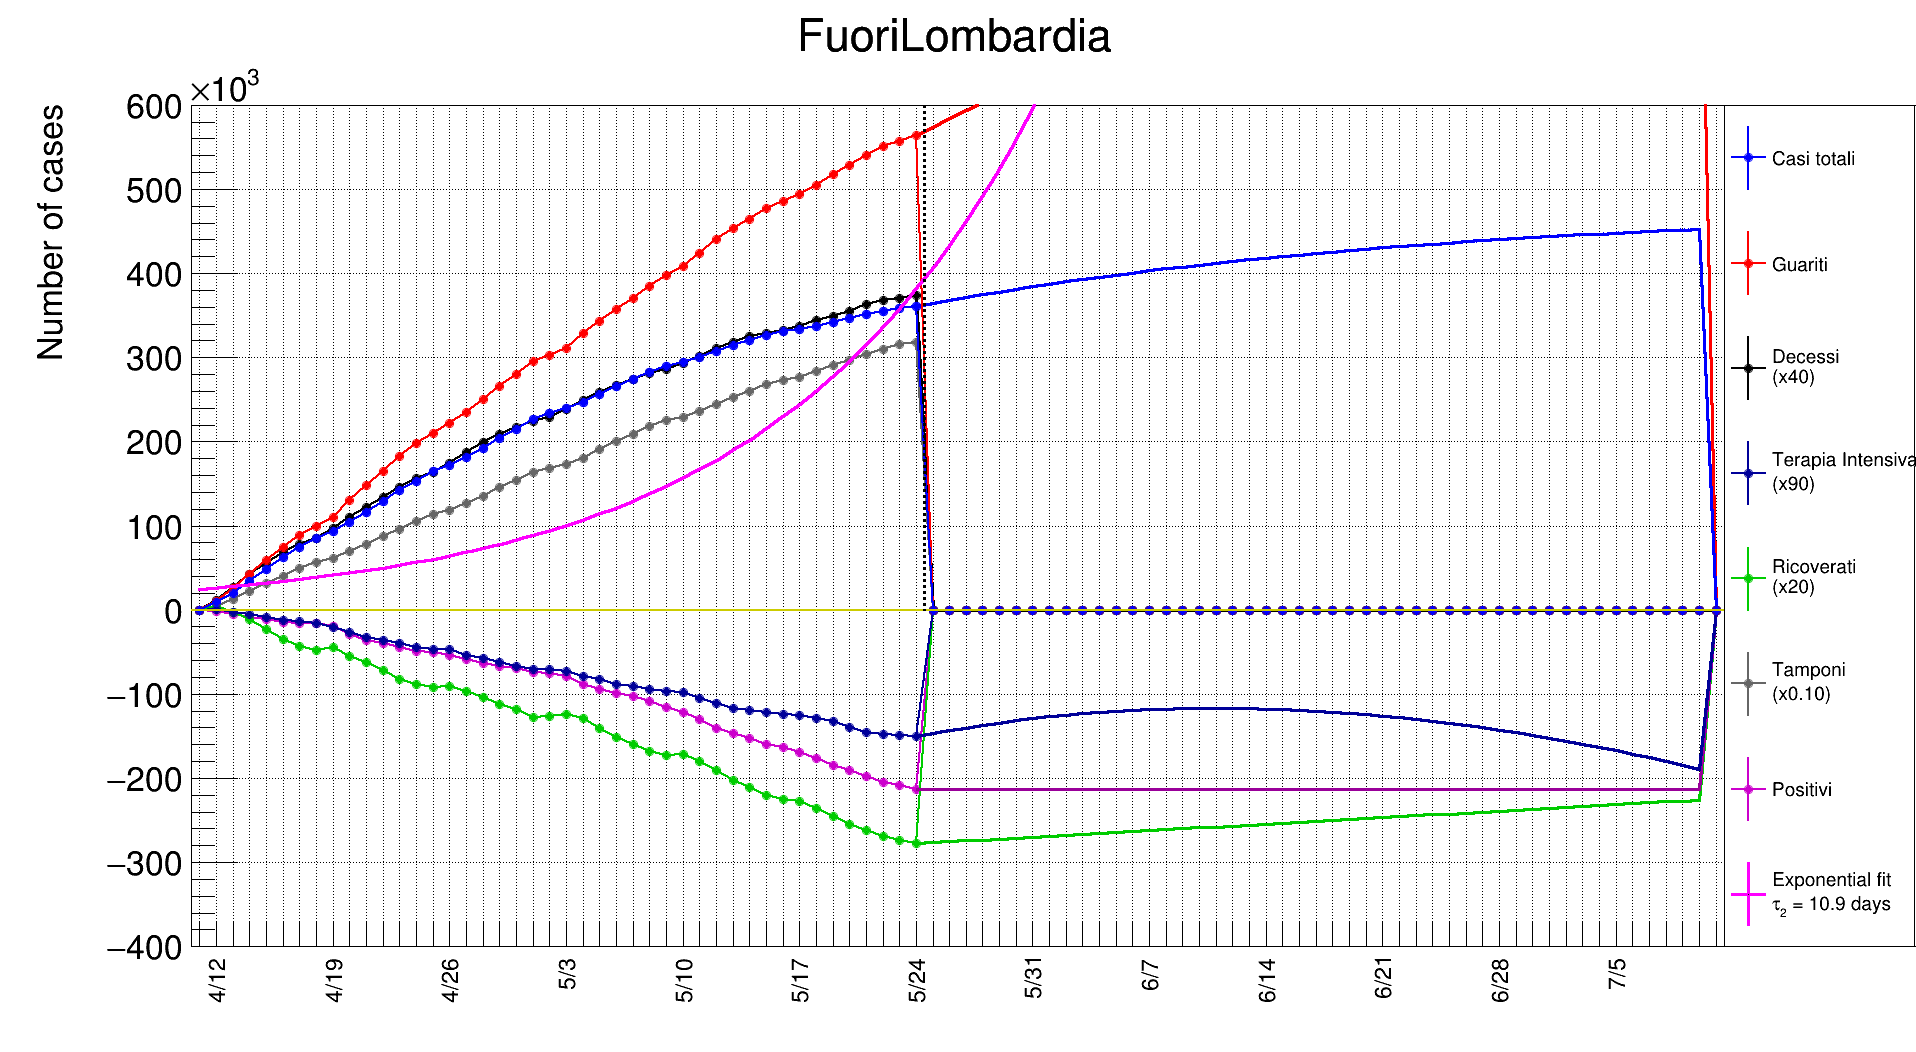 FuoriLombardia
×10³
Number of cases
600
500
400
300
200
100
0
−100
−200
−300
−400
4/12
4/19
4/26
5/3
5/10
5/17
5/24
5/31
6/7
6/14
6/21
6/28
7/5
Casi totali
Guariti
Decessi
(x40)
Terapia Intensiva
(x90)
Ricoverati
(x20)
Tamponi
(x0.10)
Positivi
Exponential fit
τ₂ = 10.9 days